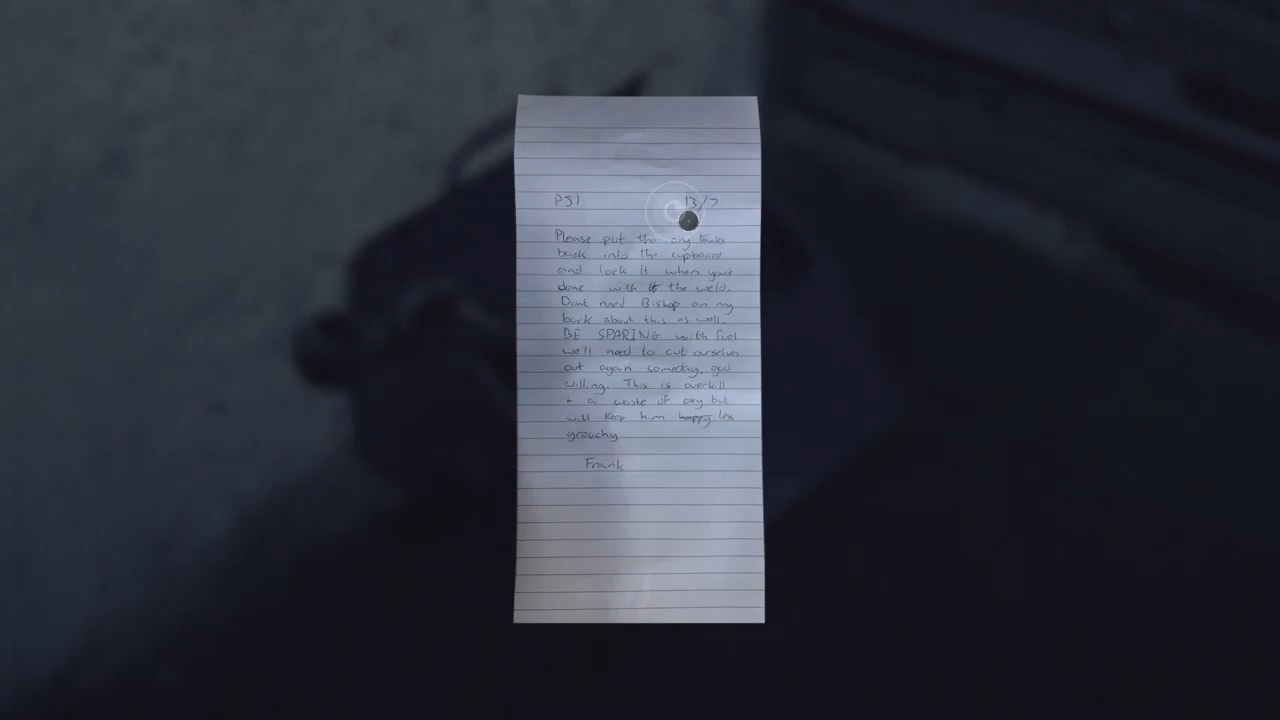 PSI 13/7
Please put the oxy tanks
back into the cupboard
and lock it when your
done with the weld.
Dont need Bishop on my
back about this as well.
BE SPARING with fuel
we'll need to cut ourselves
out again someday, god
willing. This is overkill
+ a waste of oxy but
will keep him happy less
grouchy
Frank